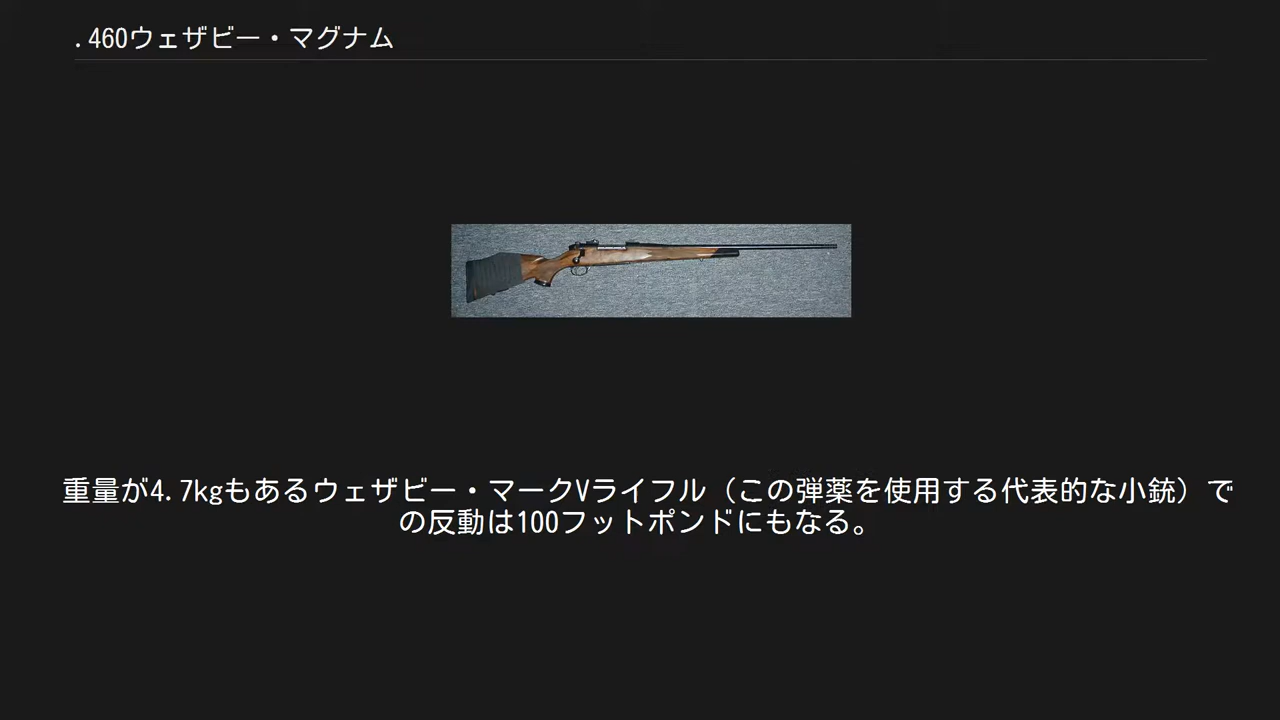 .460ウェザビー・マグナム
重量が4.7kgもあるウェザビー・マークVライフル（この弾薬を使用する代表的な小銃）で
の反動は100フットポンドにもなる。